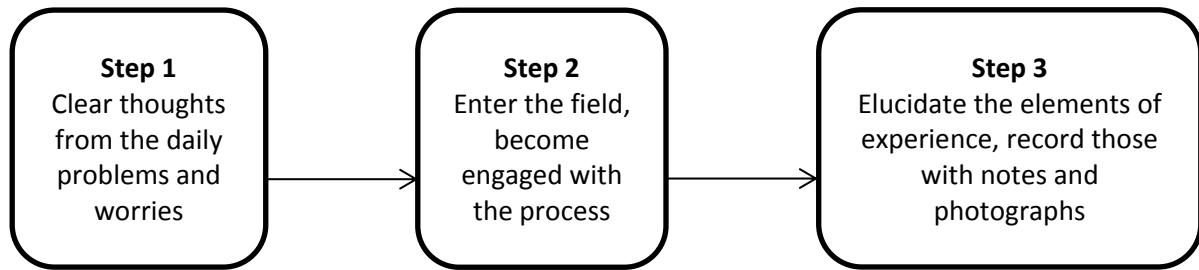 Step 1
Clear thoughts
from the daily
problems and
worries
Step 2
Enter the field,
become
engaged with
the process
Step 3
Elucidate the elements of
experience, record those
with notes and
photographs